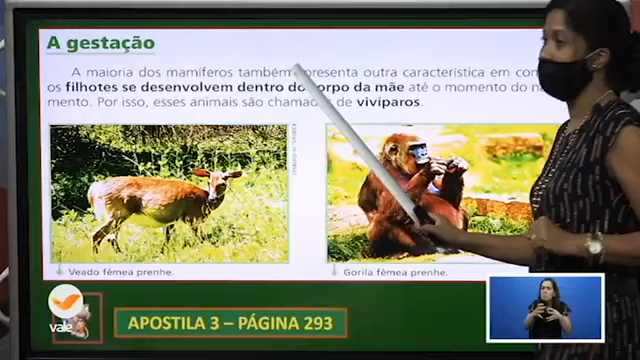 A gestação
A maioria dos mamíferos também apresenta outra característica em com
os filhotes se desenvolvem dentro do corpo da mãe até o momento do na
mento. Por isso, esses animais são chamados de vivíparos.
Veado fêmea prenhe.
Gorila fêmea prenhe.
vale
APOSTILA 3 – PÁGINA 293